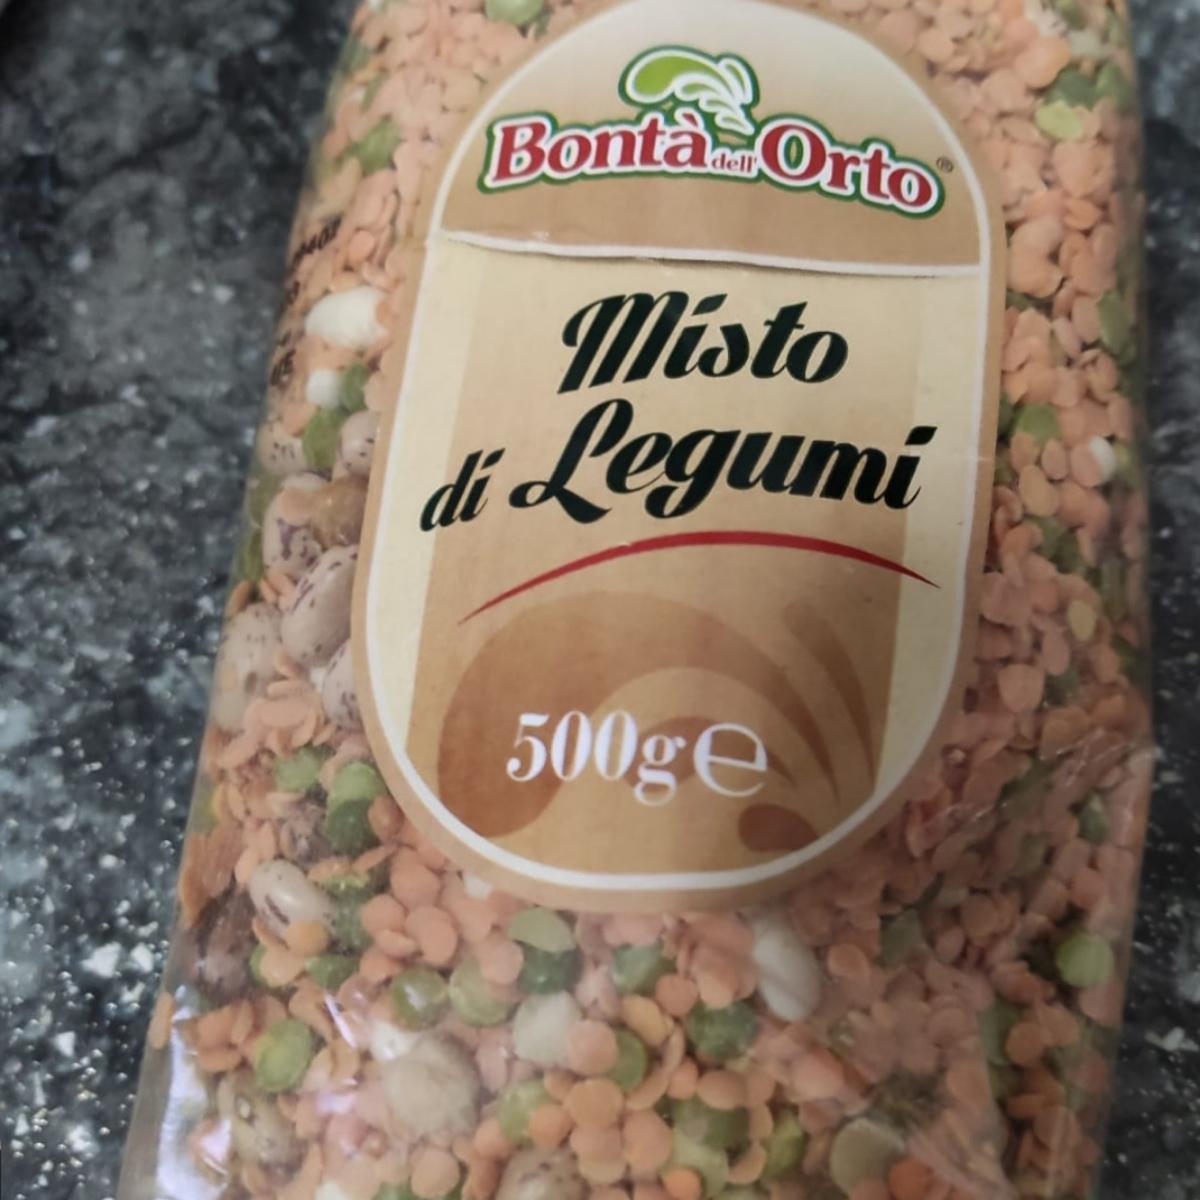 Bontà dell'Orto®
Misto
di Legumi
500g ℮